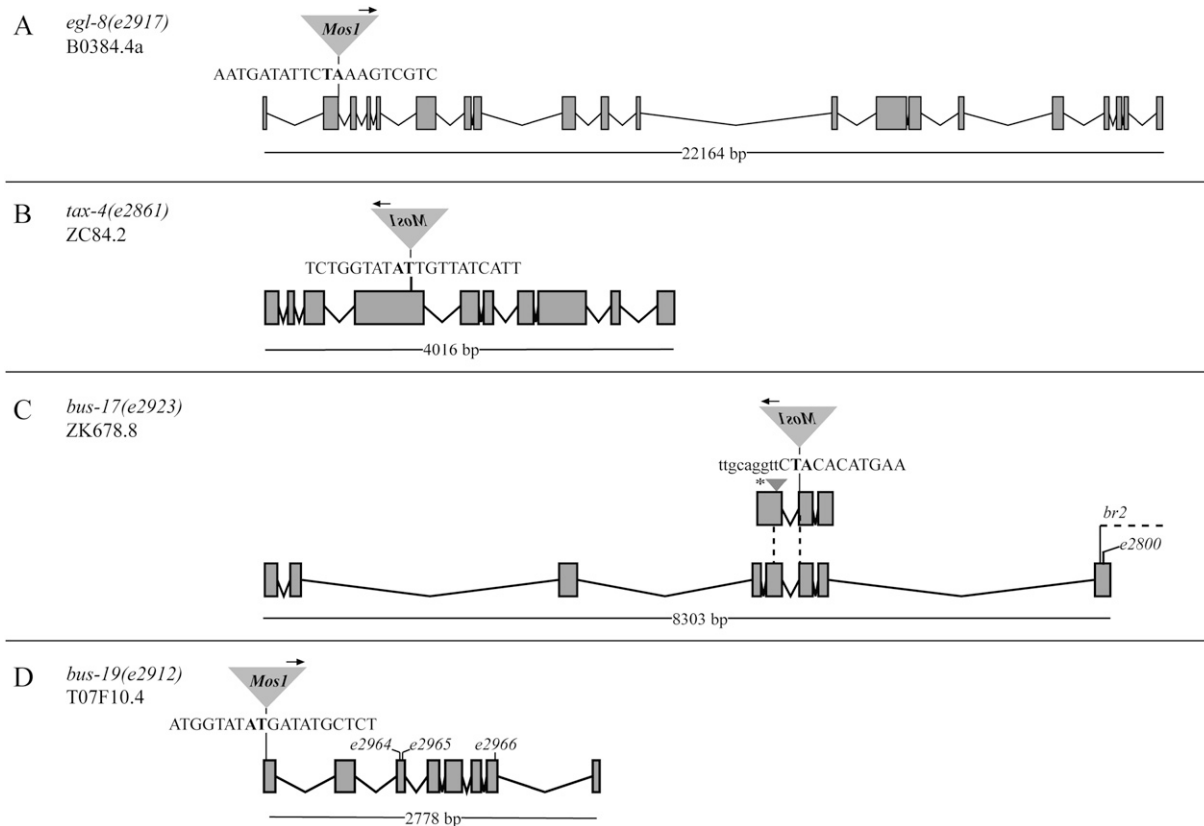 A
egl-8(e2917)
B0384.4a
Mos1
AATGATATTCTAAAGTCGTC
22164 bp
B
tax-4(e2861)
ZC84.2
Mos1
TCTGGTATATTGTTATCATT
4016 bp
C
bus-17(e2923)
ZK678.8
Mos1
ttgcaggttCTACACATGAA
*
br2
e2800
8303 bp
D
bus-19(e2912)
T07F10.4
Mos1
ATGGTATATGATATGCTCT
e2964 e2965 e2966
2778 bp